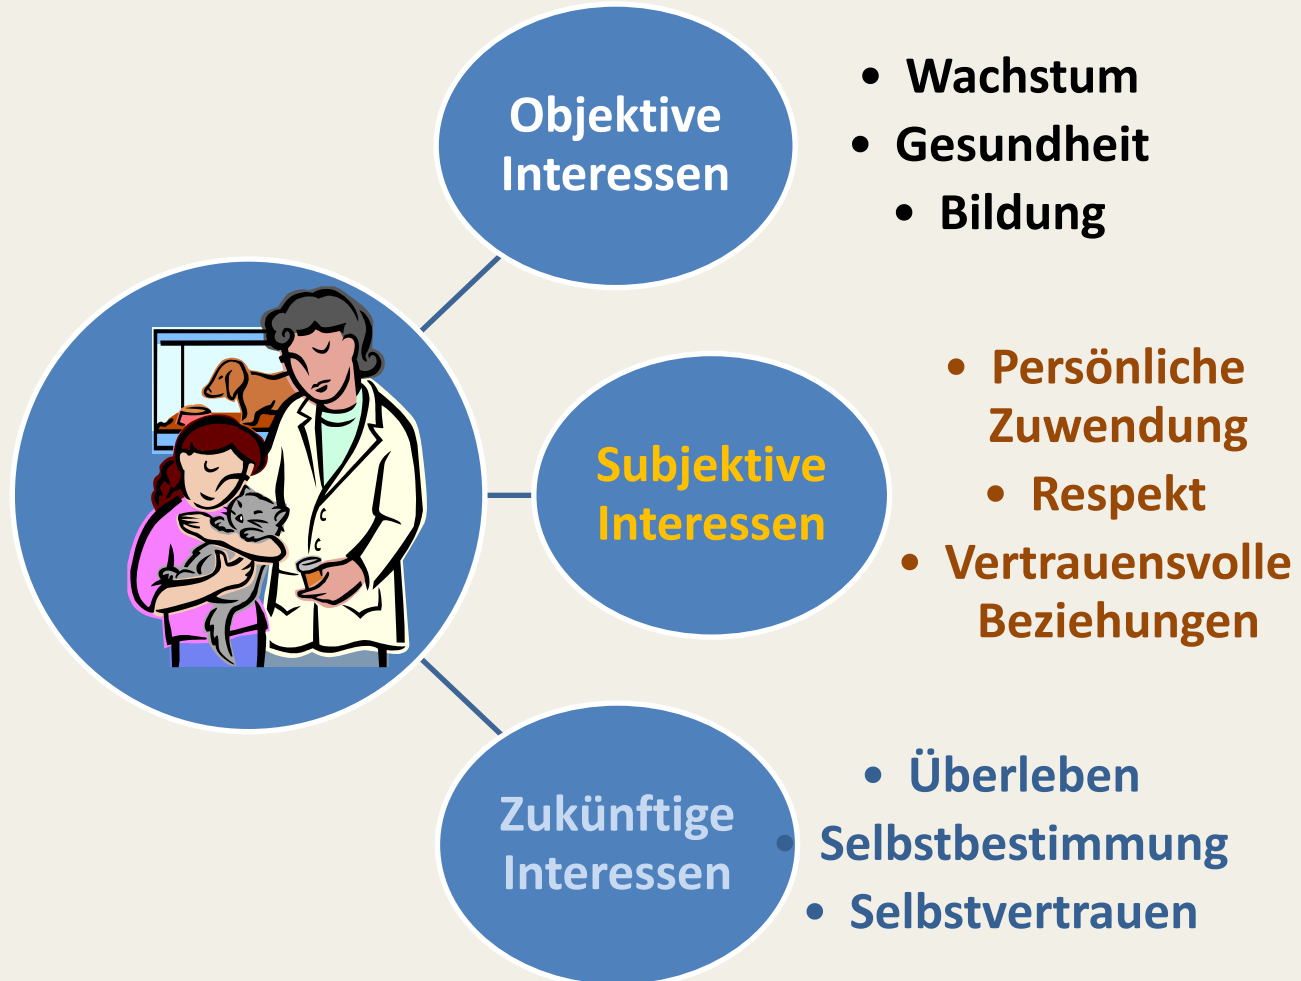 Objektive
Interessen
• Wachstum
• Gesundheit
• Bildung
Subjektive
Interessen
• Persönliche
Zuwendung
• Respekt
• Vertrauensvolle
Beziehungen
Zukünftige
Interessen
• Überleben
• Selbstbestimmung
• Selbstvertrauen